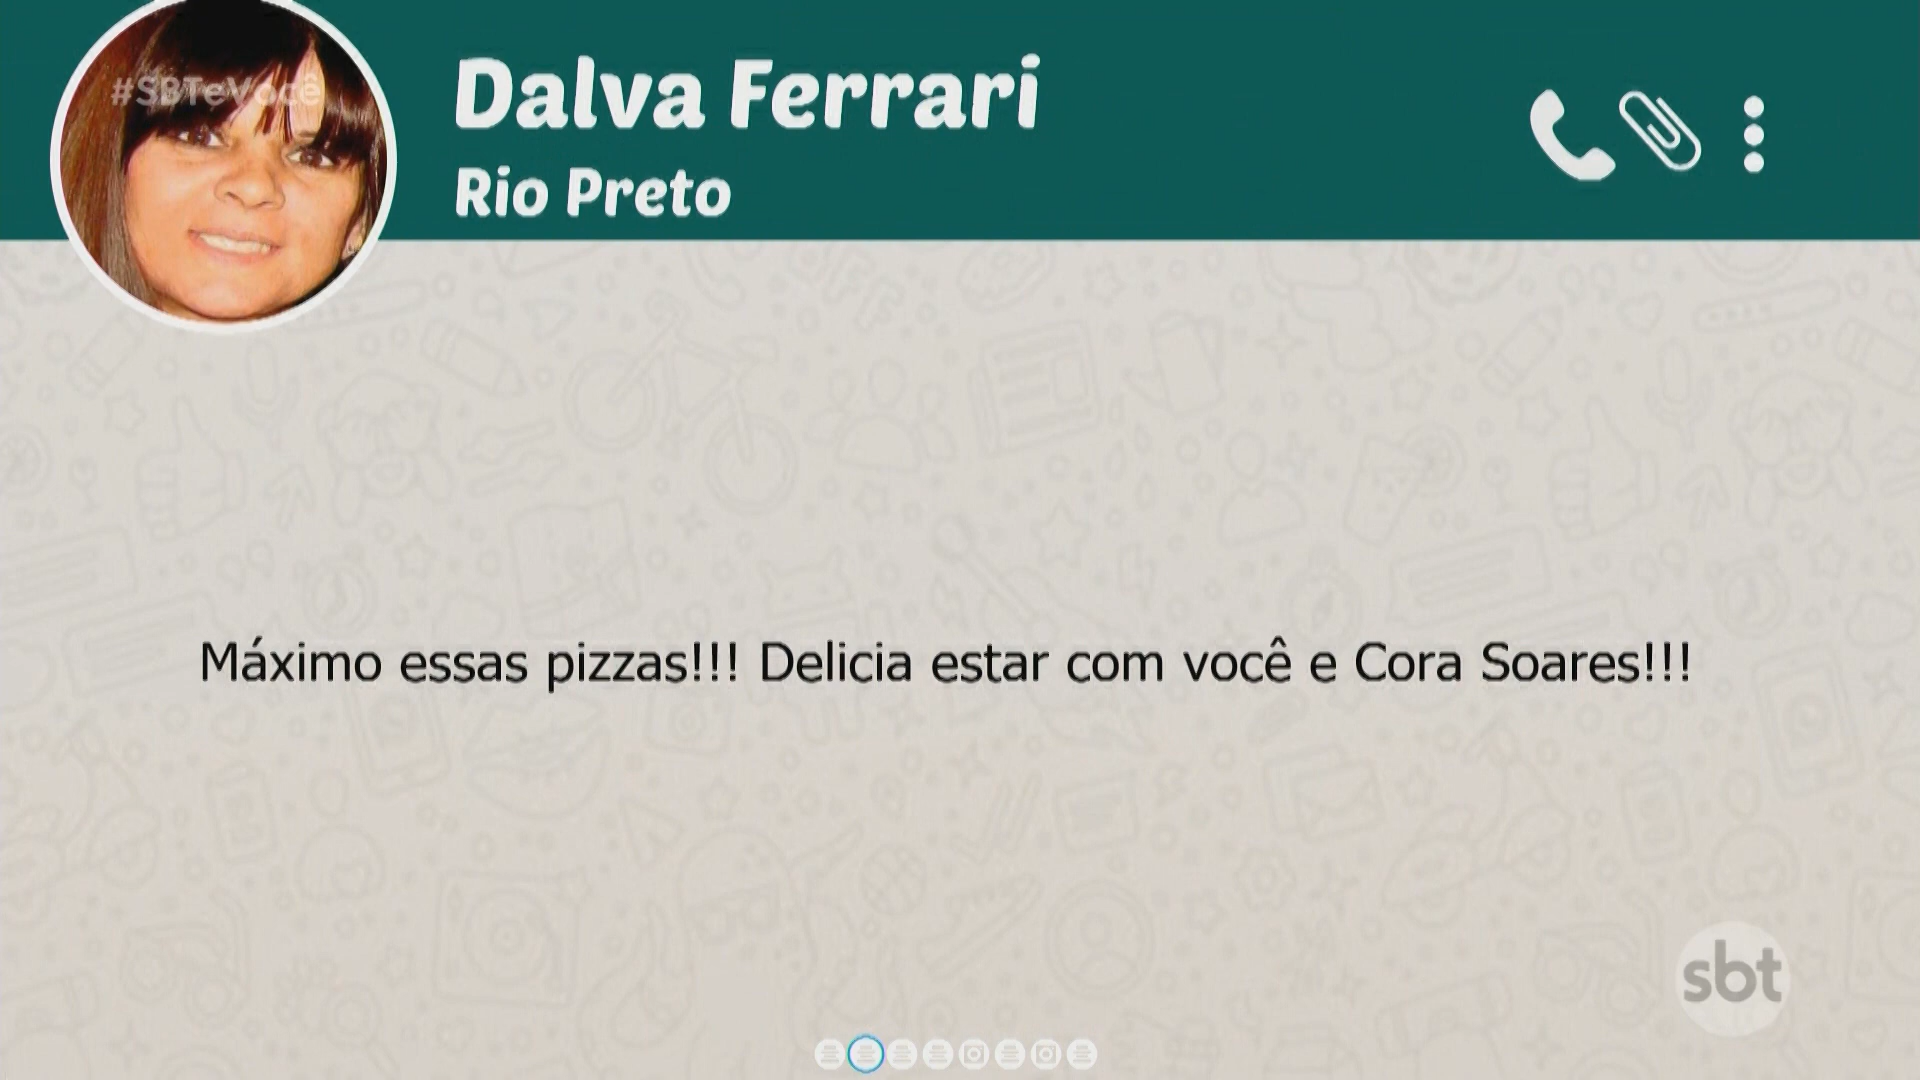 #SBTeVocê
Dalva Ferrari
Rio Preto
Máximo essas pizzas!!! Delicia estar com você e Cora Soares!!!
sbt